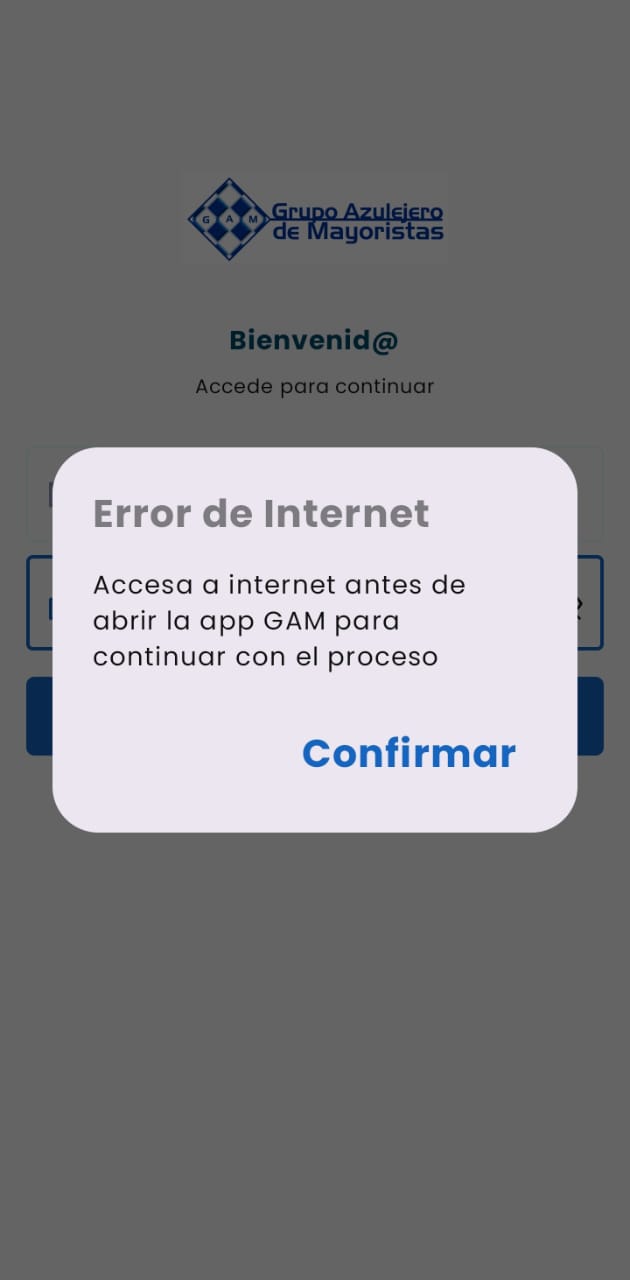 G A M
Grupo Azulejero
de Mayoristas
Bienvenid@
Accede para continuar
Error de Internet
Accesa a internet antes de
abrir la app GAM para
continuar con el proceso
Confirmar